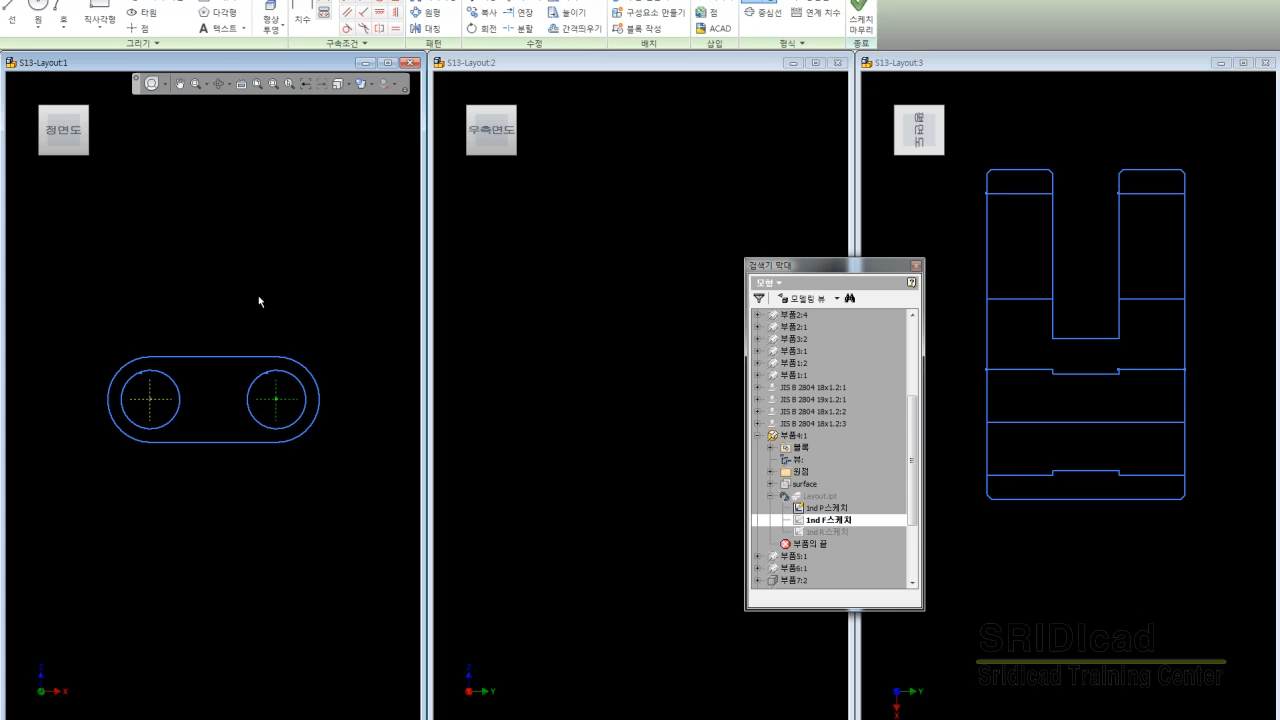 타원
다각형
형상
복사
연장
늘이기
구성요소 만들기
점
중심선
연계 치수
스케치
선
원
호
직사각형
점
텍스트
투영
치수
원형
대칭
회전
분할
간격띄우기
블록 작성
ACAD
마무리
그리기
구속조건
패턴
수정
배치
삽입
형식
종료
S13-Layout:1
S13-Layout:2
S13-Layout:3
정면도
우측면도
평면도
검색기 막대
모형
모델링 뷰
부품2:4
부품2:1
부품3:2
부품3:1
부품1:2
부품1:1
JIS B 2804 18x1.2:1
JIS B 2804 19x1.2:1
JIS B 2804 18x1.2:2
JIS B 2804 18x1.2:3
부품4:1
블록
뷰:
원점
surface
Layout.ipt
1nd P스케치
1nd F스케치
1nd R스케치
부품의 끝
부품5:1
부품6:1
부품7:2
SRIDIcad
Sridicad Training Center
Z
X
Z
Y
Y
X